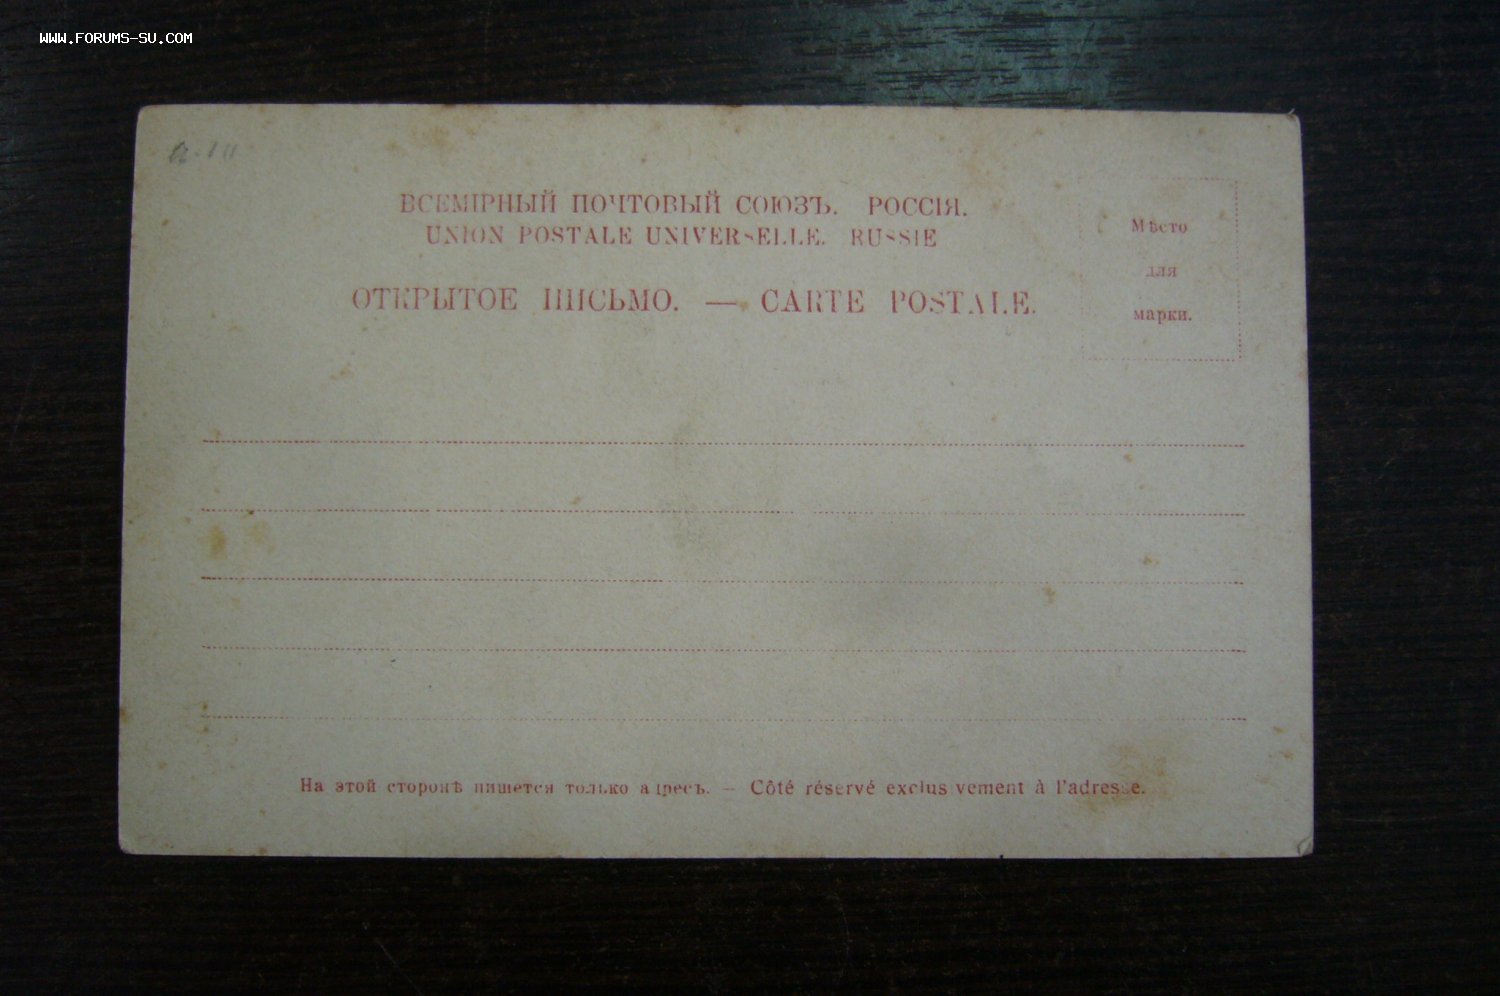 WWW.FORUMS-SU.COM
ВСЕМІРНЫЙ ПОЧТОВЫЙ СОЮЗЪ. РОССІЯ.
UNION POSTALE UNIVERSELLE. RUSSIE
ОТКРЫТОЕ ПИСЬМО. — CARTE POSTALE.
Мѣсто
для
марки.
На этой сторонѣ пишется только адресъ. — Côté réservé exclusivement à l'adresse.